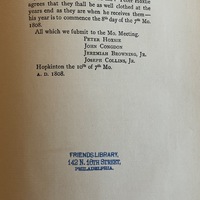 agrees that they shall be as well clothed at the
years end as they are when he receives them—
his year is to commence the 8th day of the 7th Mo.
1808.
All which we submit to the Mo. Meeting.
PETER HOXIE
JOHN CONGDON
JEREMIAH BROWNING, JR.
JOSEPH COLLINS, JR.
Hopkinton the 10th of 7th Mo.
A. D. 1808.
FRIENDS LIBRARY,
142 N. 16TH STREET,
PHILADELPHIA.